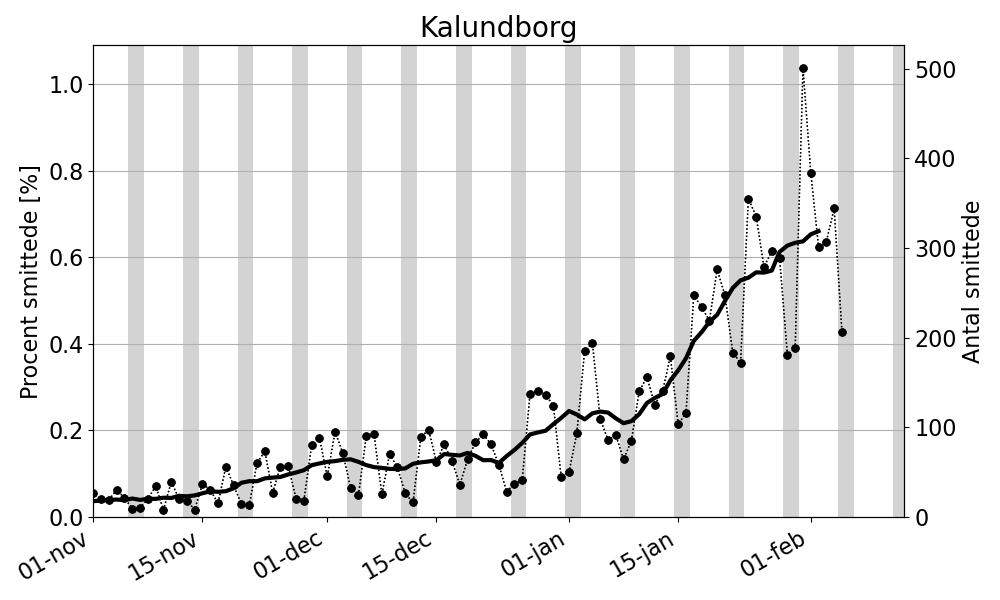 Kalundborg
Procent smittede [%]
1.0
0.8
0.6
0.4
0.2
0.0
500
400
300
200
100
0
Antal smittede
01-nov
15-nov
01-dec
15-dec
01-jan
15-jan
01-feb